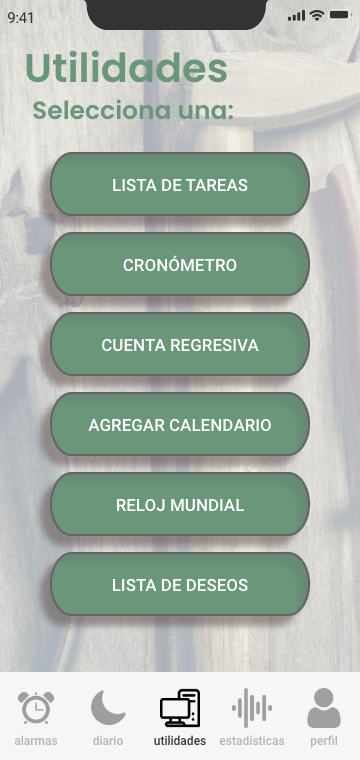 9:41
Utilidades
Selecciona una:
LISTA DE TAREAS
CRONÓMETRO
CUENTA REGRESIVA
AGREGAR CALENDARIO
RELOJ MUNDIAL
LISTA DE DESEOS
alarmas diario utilidades estadísticas perfil